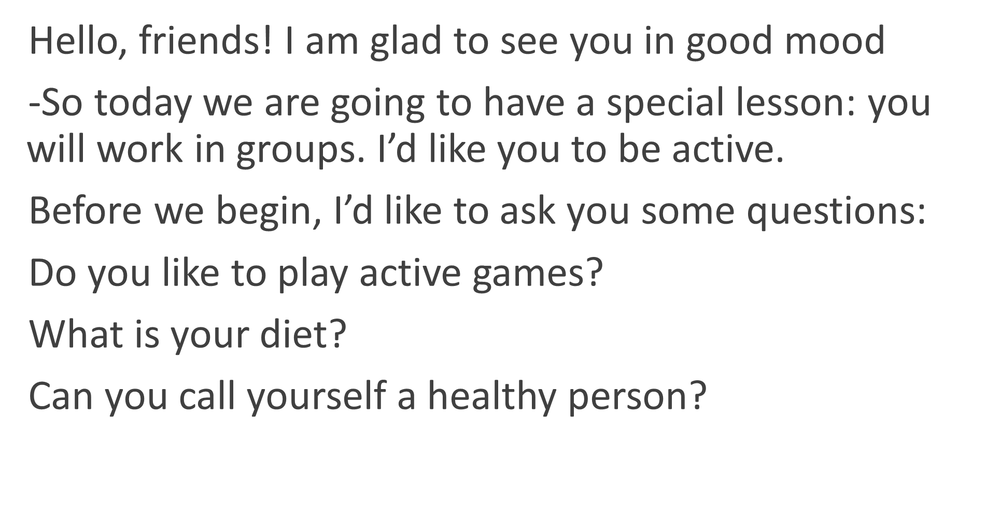 Hello, friends! I am glad to see you in good mood
-So today we are going to have a special lesson: you
will work in groups. I’d like you to be active.
Before we begin, I’d like to ask you some questions:
Do you like to play active games?
What is your diet?
Can you call yourself a healthy person?